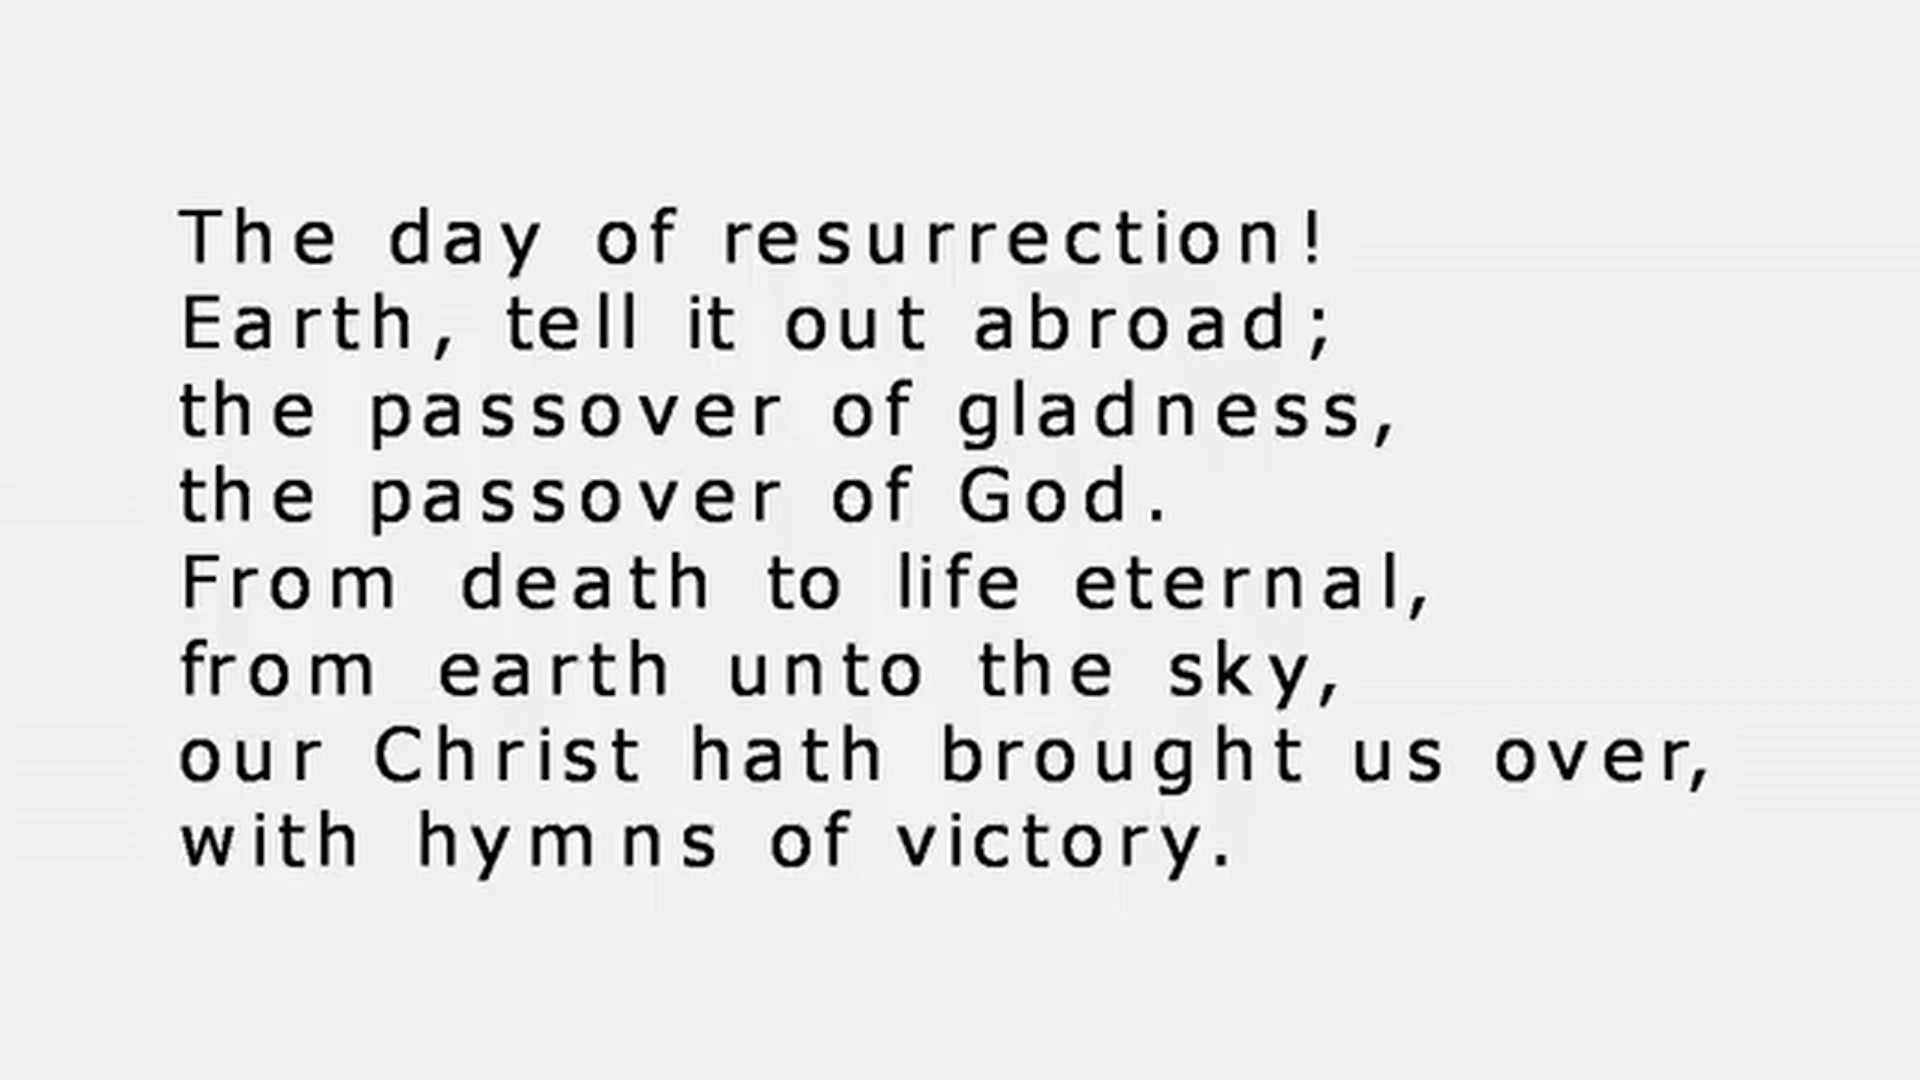 The day of resurrection!
Earth, tell it out abroad;
the passover of gladness,
the passover of God.
From death to life eternal,
from earth unto the sky,
our Christ hath brought us over,
with hymns of victory.